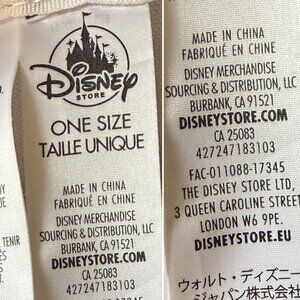 Disney
STORE
ONE SIZE
TAILLE UNIQUE
MADE IN CHINA
FABRIQUÉ EN CHINE
DISNEY MERCHANDISE
SOURCING & DISTRIBUTION, LLC
BURBANK, CA 91521
DISNEYSTORE.COM
CA 25083
427247183103
TENIR
MADE IN CHINA
FABRIQUÉ EN CHINE
DISNEY MERCHANDISE
SOURCING & DISTRIBUTION, LLC
BURBANK, CA 91521
DISNEYSTORE.COM
CA 25083
427247183103
FAC-011088-17345
THE DISNEY STORE LTD,
3 QUEEN CAROLINE STREET,
LONDON W6 9PE.
DISNEYSTORE.EU
ウォルト・ディズニー
ジャパン株式会